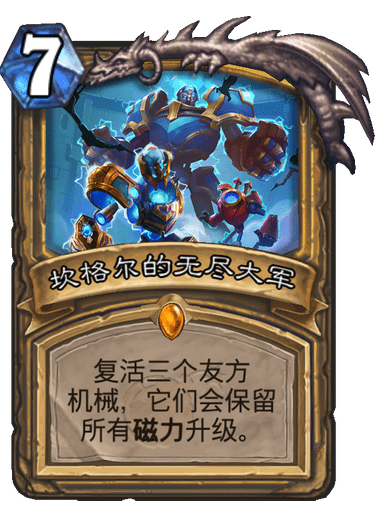 7
坎格尔的无尽大军
复活三个友方
机械，它们会保留
所有磁力升级。